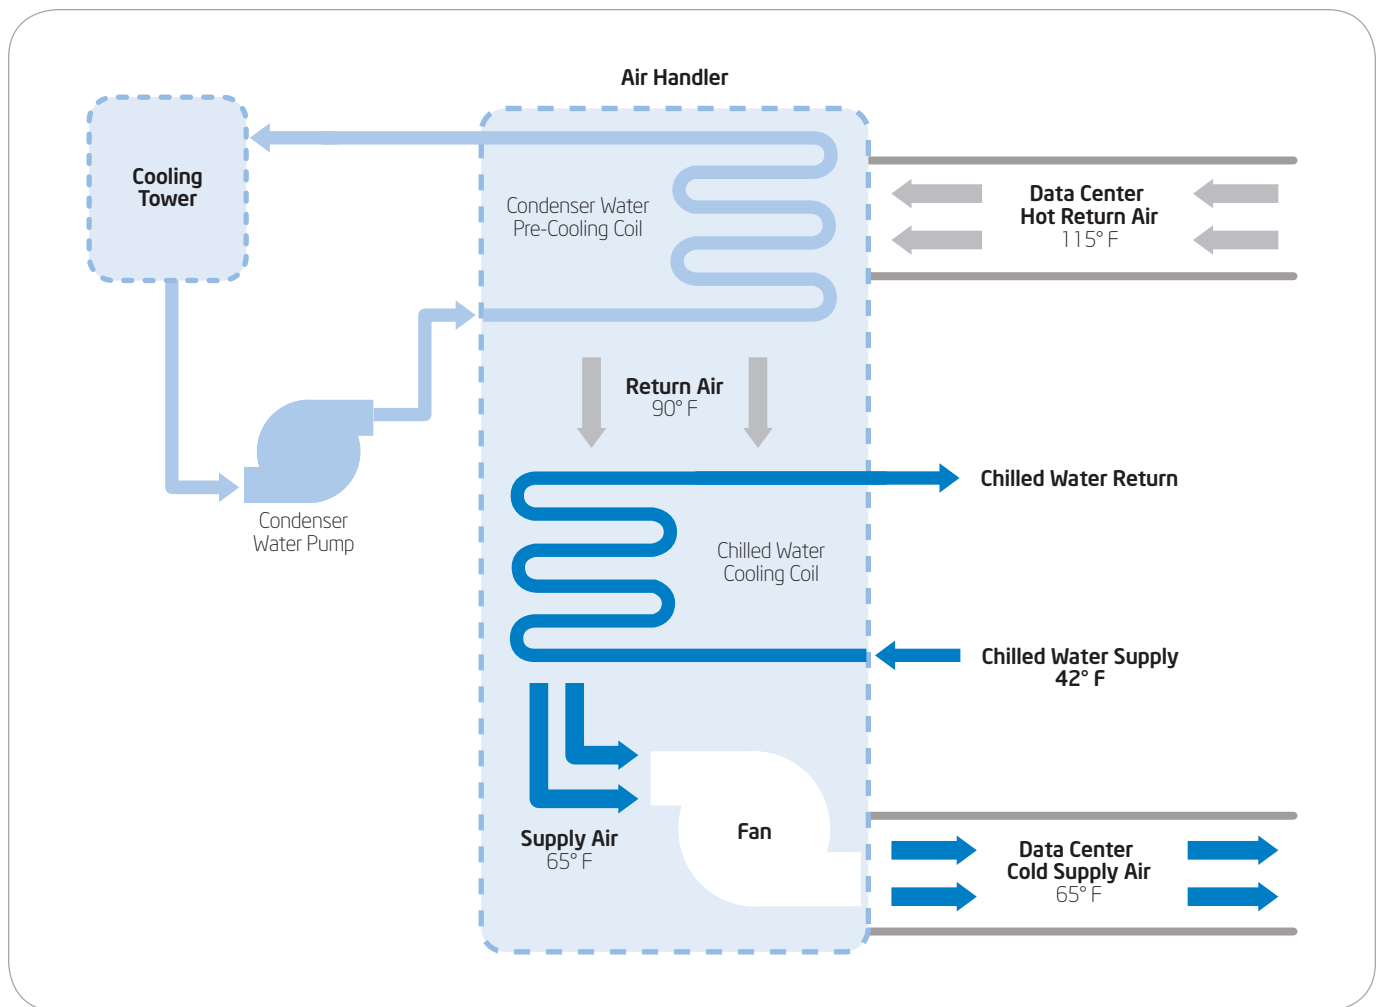 Air Handler
Cooling
Tower
Condenser Water
Pre-Cooling Coil
Data Center
Hot Return Air
115° F
Return Air
90° F
Chilled Water Return
Condenser
Water Pump
Chilled Water
Cooling Coil
Chilled Water Supply
42° F
Supply Air
65° F
Fan
Data Center
Cold Supply Air
65° F